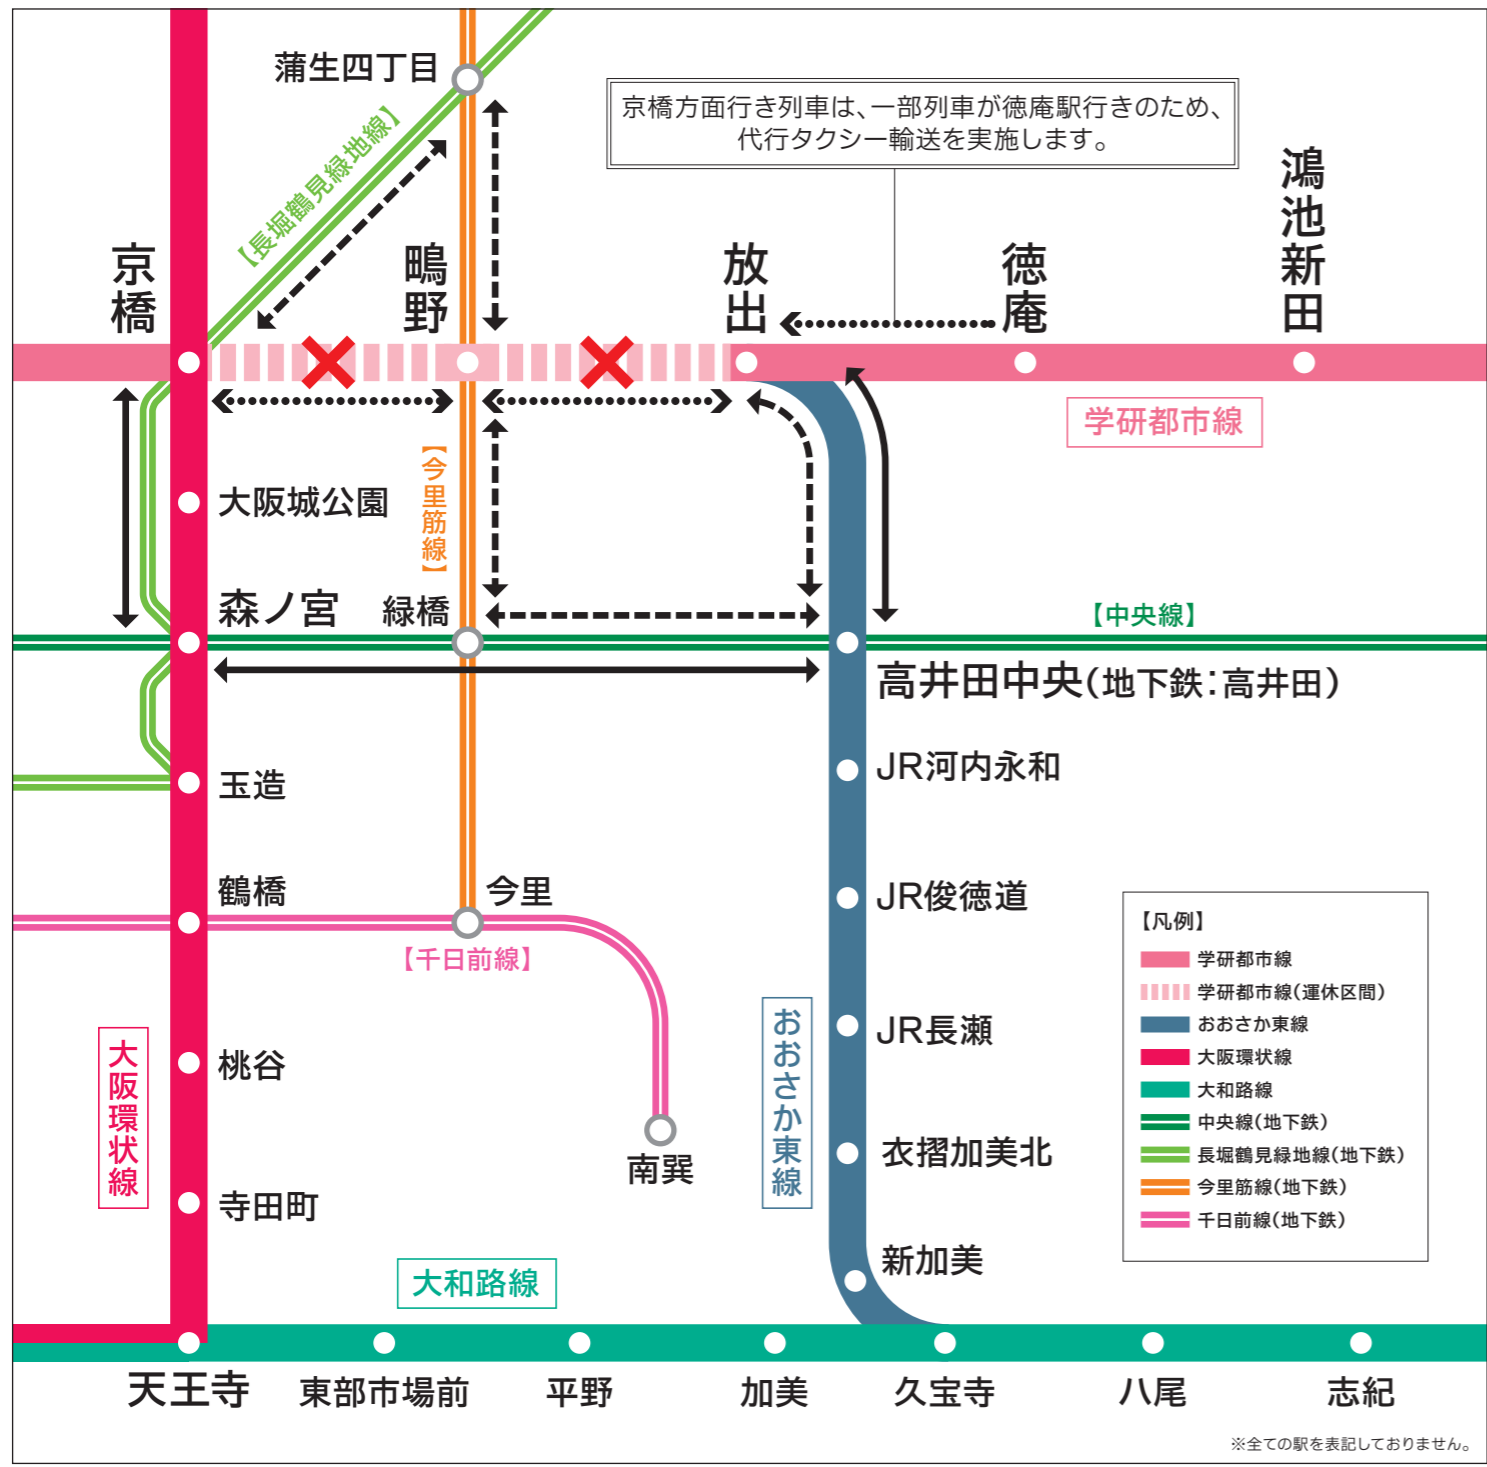 蒲生四丁目
【長堀鶴見緑地線】
京橋方面行き列車は、一部列車が徳庵駅行きのため、
代行タクシー輸送を実施します。
京橋
鴫野
放出
徳庵
鴻池新田
学研都市線
【今里筋線】
大阪城公園
森ノ宮
緑橋
【中央線】
高井田中央(地下鉄:高井田)
JR河内永和
玉造
鶴橋
今里
JR俊徳道
【千日前線】
大阪環状線
桃谷
おおさか東線
JR長瀬
南巽
衣摺加美北
寺田町
新加美
大和路線
【凡例】
学研都市線
学研都市線(運休区間)
おおさか東線
大阪環状線
大和路線
中央線(地下鉄)
長堀鶴見緑地線(地下鉄)
今里筋線(地下鉄)
千日前線(地下鉄)
天王寺
東部市場前
平野
加美
久宝寺
八尾
志紀
※全ての駅を表記しておりません。